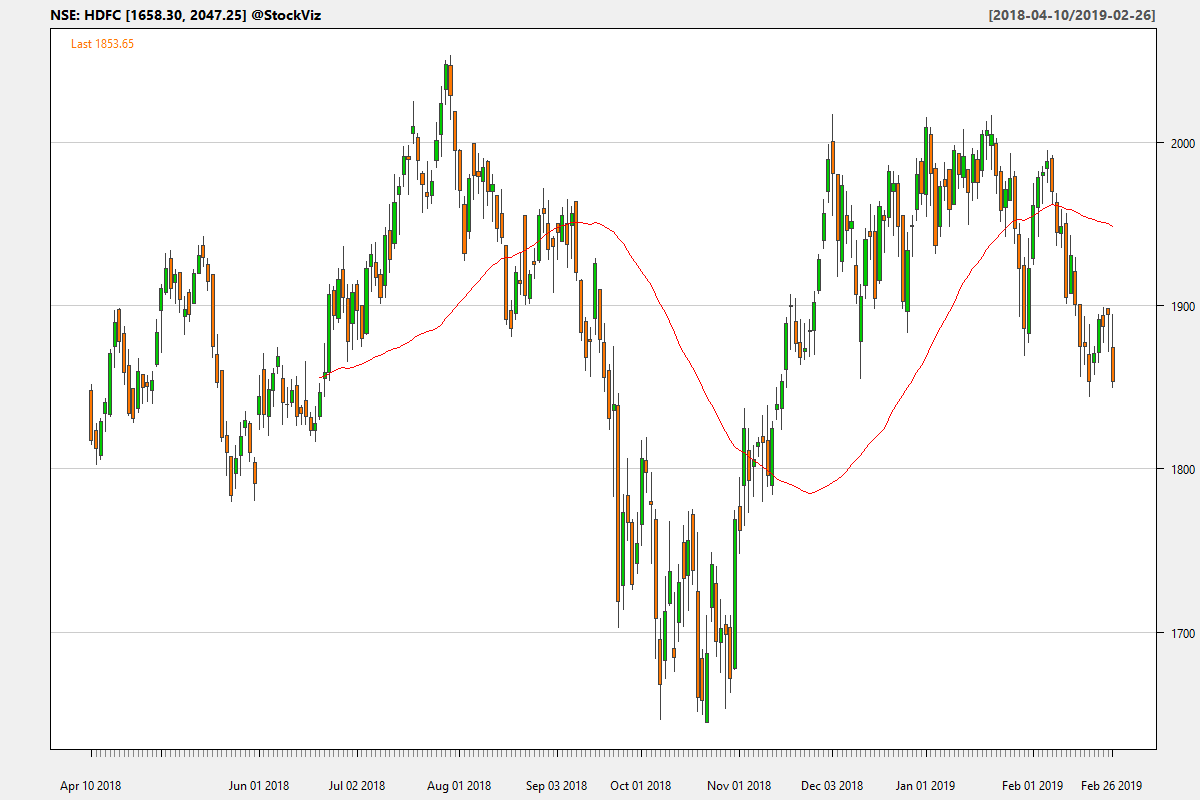 NSE: HDFC [1658.30, 2047.25] @StockViz
[2018-04-10/2019-02-26]
Last 1853.65
2000
1900
1800
1700
Apr 10 2018
Jun 01 2018
Jul 02 2018
Aug 01 2018
Sep 03 2018
Oct 01 2018
Nov 01 2018
Dec 03 2018
Jan 01 2019
Feb 01 2019
Feb 26 2019